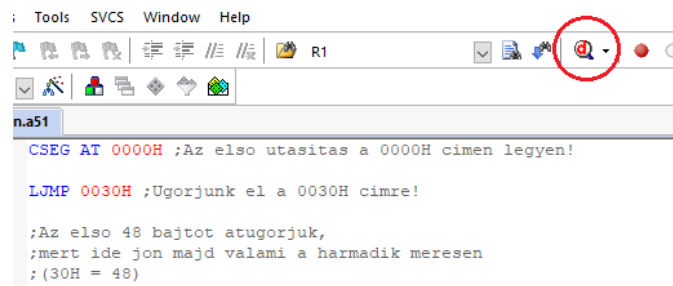 Tools SVCS Window Help
R1
n.a51
CSEG AT 0000H ;Az elso utasitas a 0000H cimen legyen!
LJMP 0030H ;Ugorjunk el a 0030H cimre!
;Az elso 48 bajtot atugorjuk,
;mert ide jon majd valami a harmadik meresen
;(30H = 48)